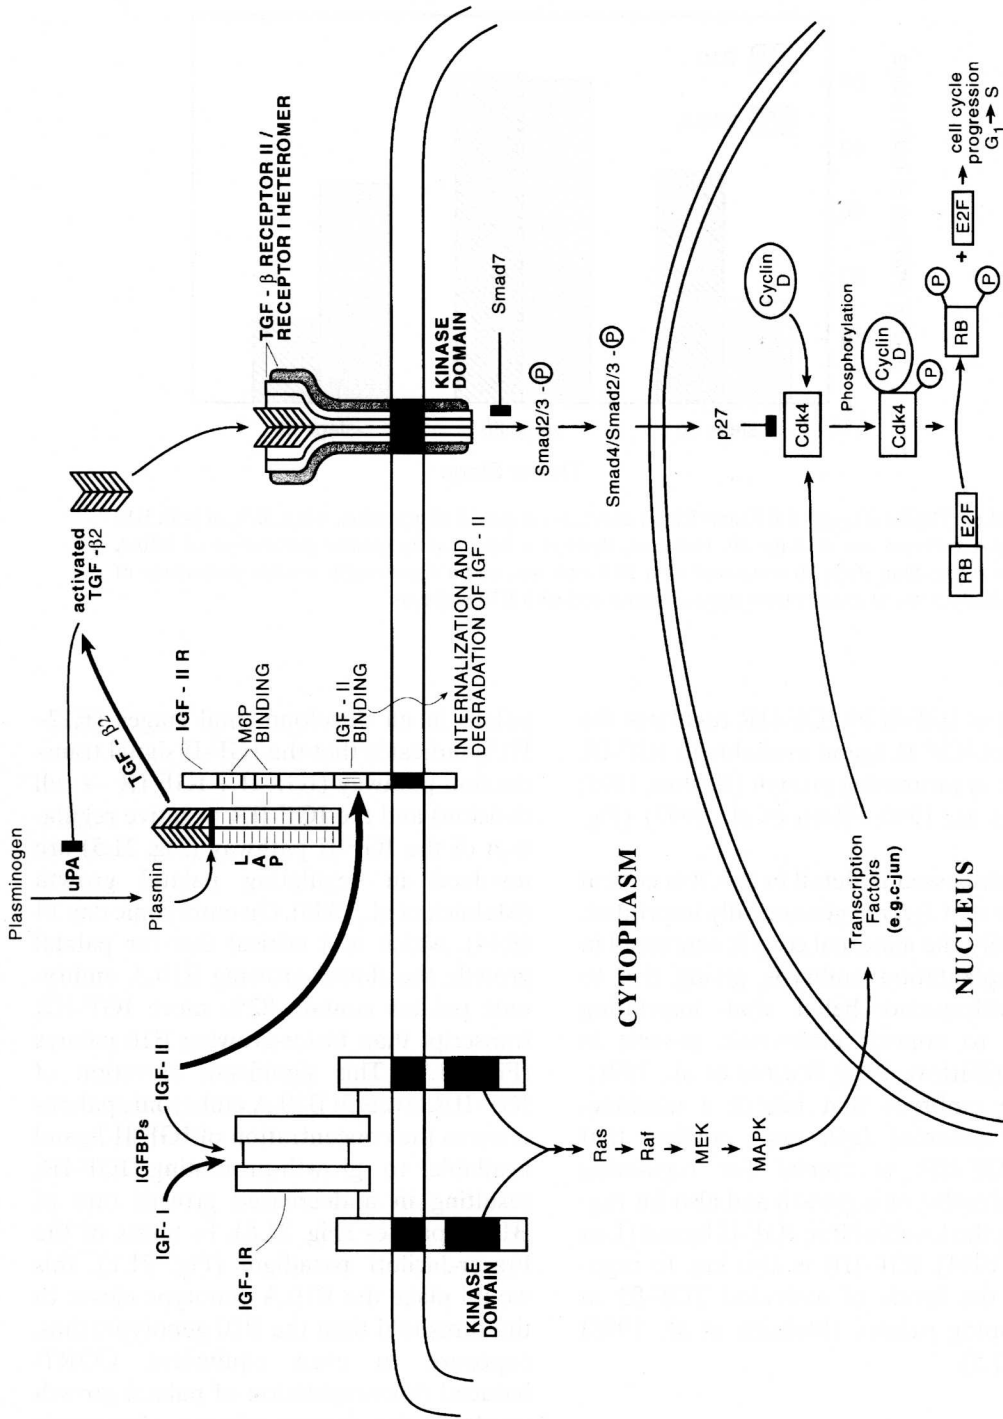 Plasminogen
uPA
Plasmin
activated
TGF-β2
TGF-β2
L
A
P
IGF-II R
M6P
BINDING
IGF-II
BINDING
INTERNALIZATION AND
DEGRADATION OF IGF-II
TGF-β RECEPTOR II /
RECEPTOR I HETEROMER
KINASE
DOMAIN
Smad7
Smad2/3-P
Smad4/Smad2/3-P
IGF-I
IGFBPs
IGF-II
IGF-IR
KINASE
DOMAIN
Ras
Raf
MEK
MAPK
CYTOPLASM
Transcription
Factors
(e.g.c-jun)
NUCLEUS
p27
Cyclin
D
Cdk4
Phosphorylation
Cyclin
D
Cdk4
P
RB
E2F
P
RB
P
+
E2F
cell cycle
progression
G1→S